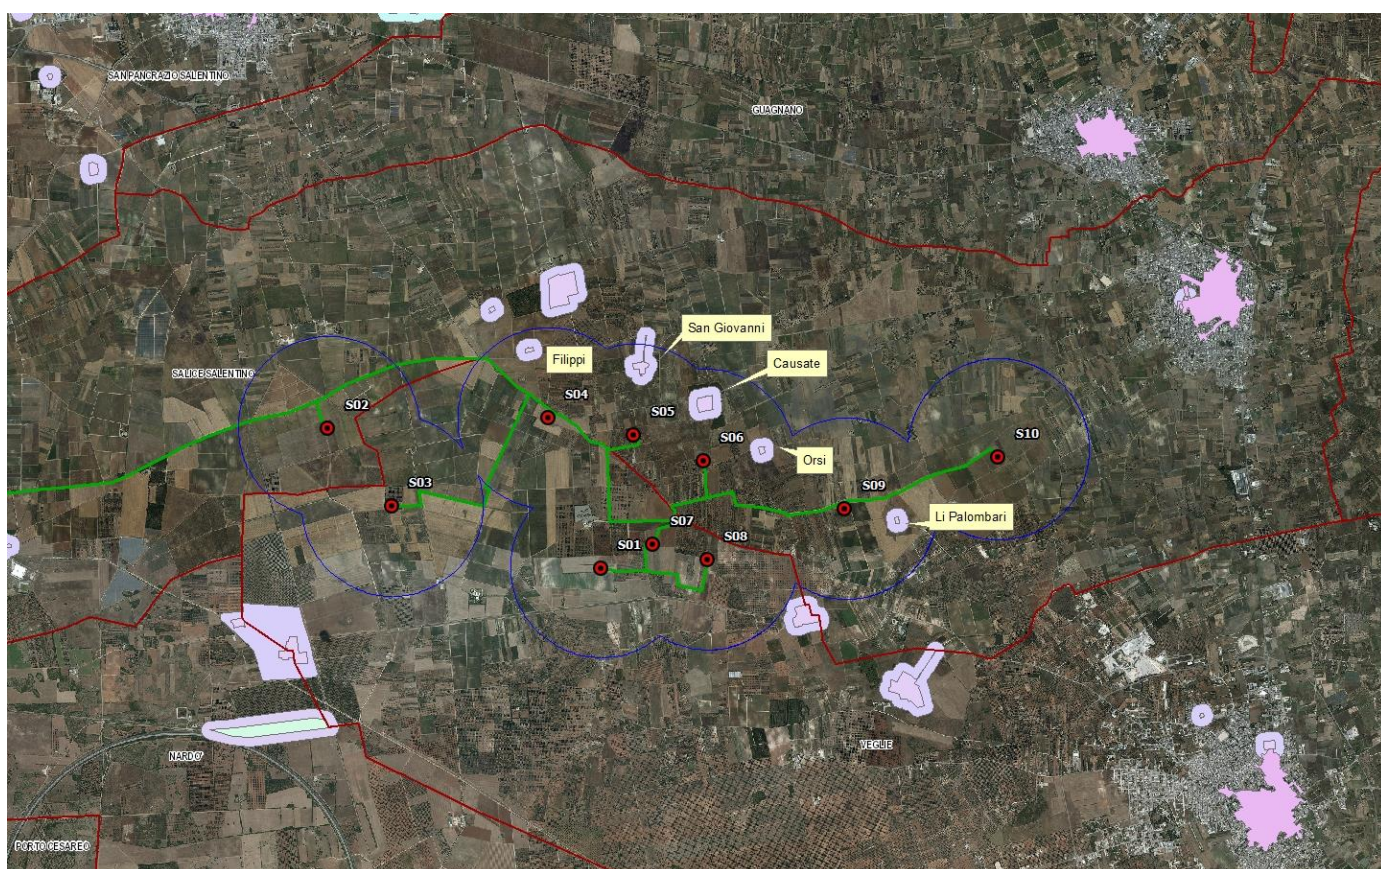 SAN PANCRAZIO SALENTINO
GUAGNANO
San Giovanni
Filippi
Causate
SALICE SALENTINO
S02
S04
S05
S06
S10
Orsi
S03
S09
Li Palombari
S07
S01
S08
VEGLIE
NARDO'
PORTO CESAREO